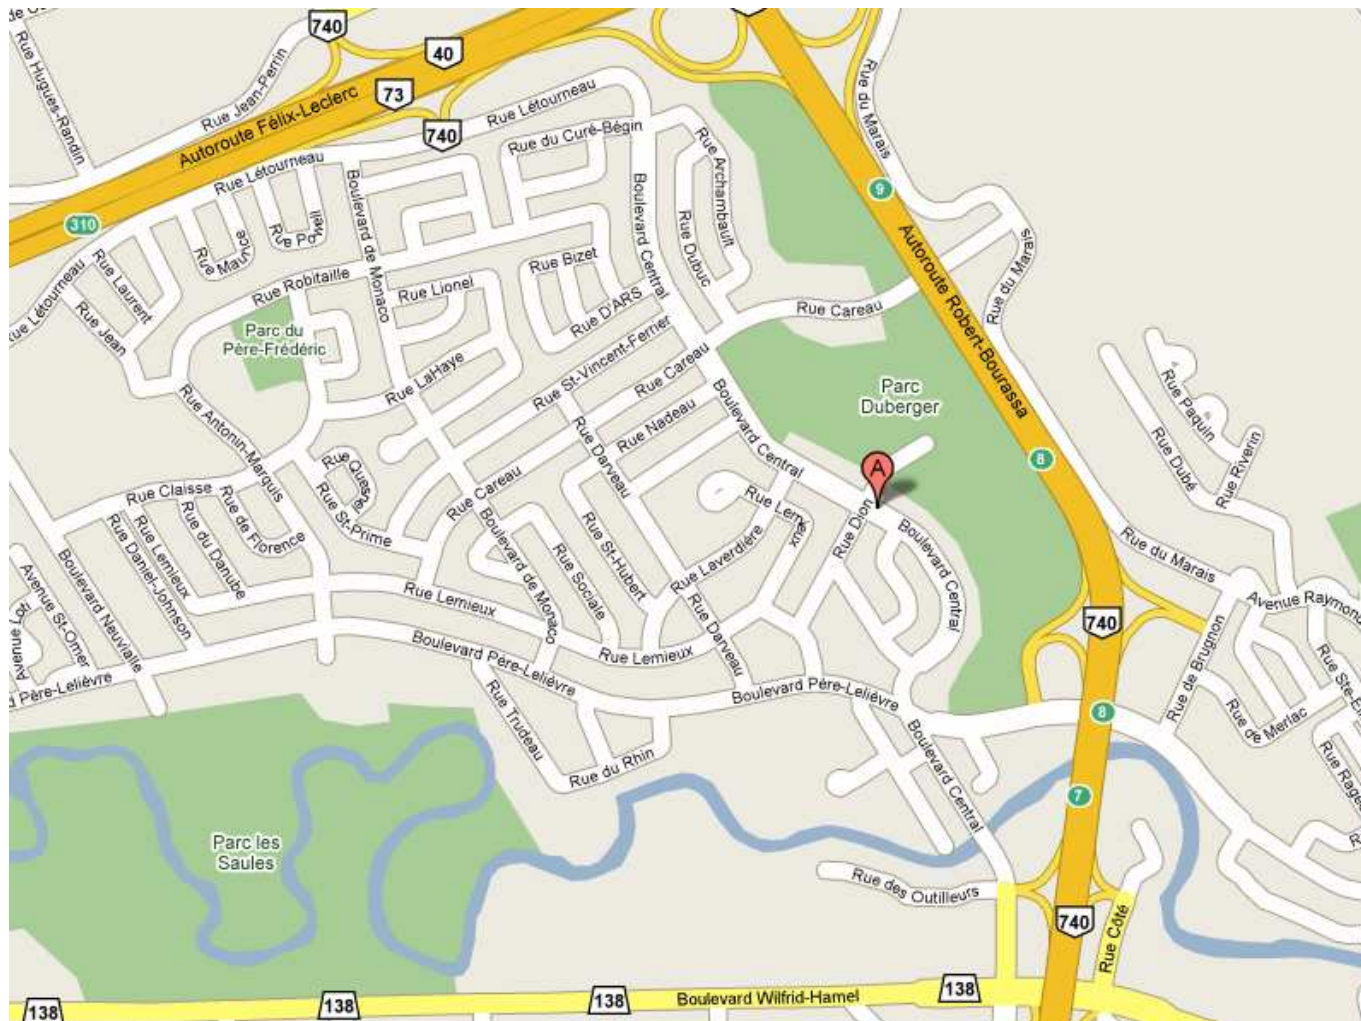 740
40
Rue Hugues-Randin
Rue Jean-Perrin
73
Autoroute Félix-Leclerc
740
Rue Létourneau
Rue du Marais
Rue du Curé-Bégin
Rue Létourneau
Rue Archambault
Boulevard de Monaco
Boulevard Central
9
310
Rue Mauce
Rue Dubuc
Autoroute Robert-Bourassa
Rue du Marais
Rue Létourneau
Rue Laurent
Rue Robitaille
Rue Bizet
Rue Lionel
Rue D'ARS
Rue Careau
Rue Jean
Parc du
Père-Frédéric
Rue St-Vincent-Ferrier
Rue LaHaye
Rue Careau
Parc
Duberger
Rue Paquin
Rue Antonin-Marquis
Rue Nadeau
Boulevard Central
Rue Darveau
8
Rue Dubé
Rue Riverin
A
Rue Quesnel
Rue Careau
Rue Claisse
Rue St-Prime
Rue de Florence
Rue du Danube
Rue Lemieux
Rue Daniel-Johnson
Rue Lemieux
Rue Dion
Boulevard Central
Rue du Marais
Boulevard Neuvialle
Avenue St-Omer
Boulevard de Monaco
Rue Sociale
Rue St-Hubert
Rue Laverdière
Rue Lemieux
Rue Darveau
740
Avenue Raymond
Rue de Brugnon
Boulevard Père-Lelièvre
Rue Lemieux
Père-Lelièvre
Boulevard Père-Lelièvre
Rue Trudeau
8
Rue de Merlac
Rue du Rhin
Boulevard Central
7
Parc les
Saules
Rue des Outilleurs
740
Rue Côté
138
138
138
Boulevard Wilfrid-Hamel
138